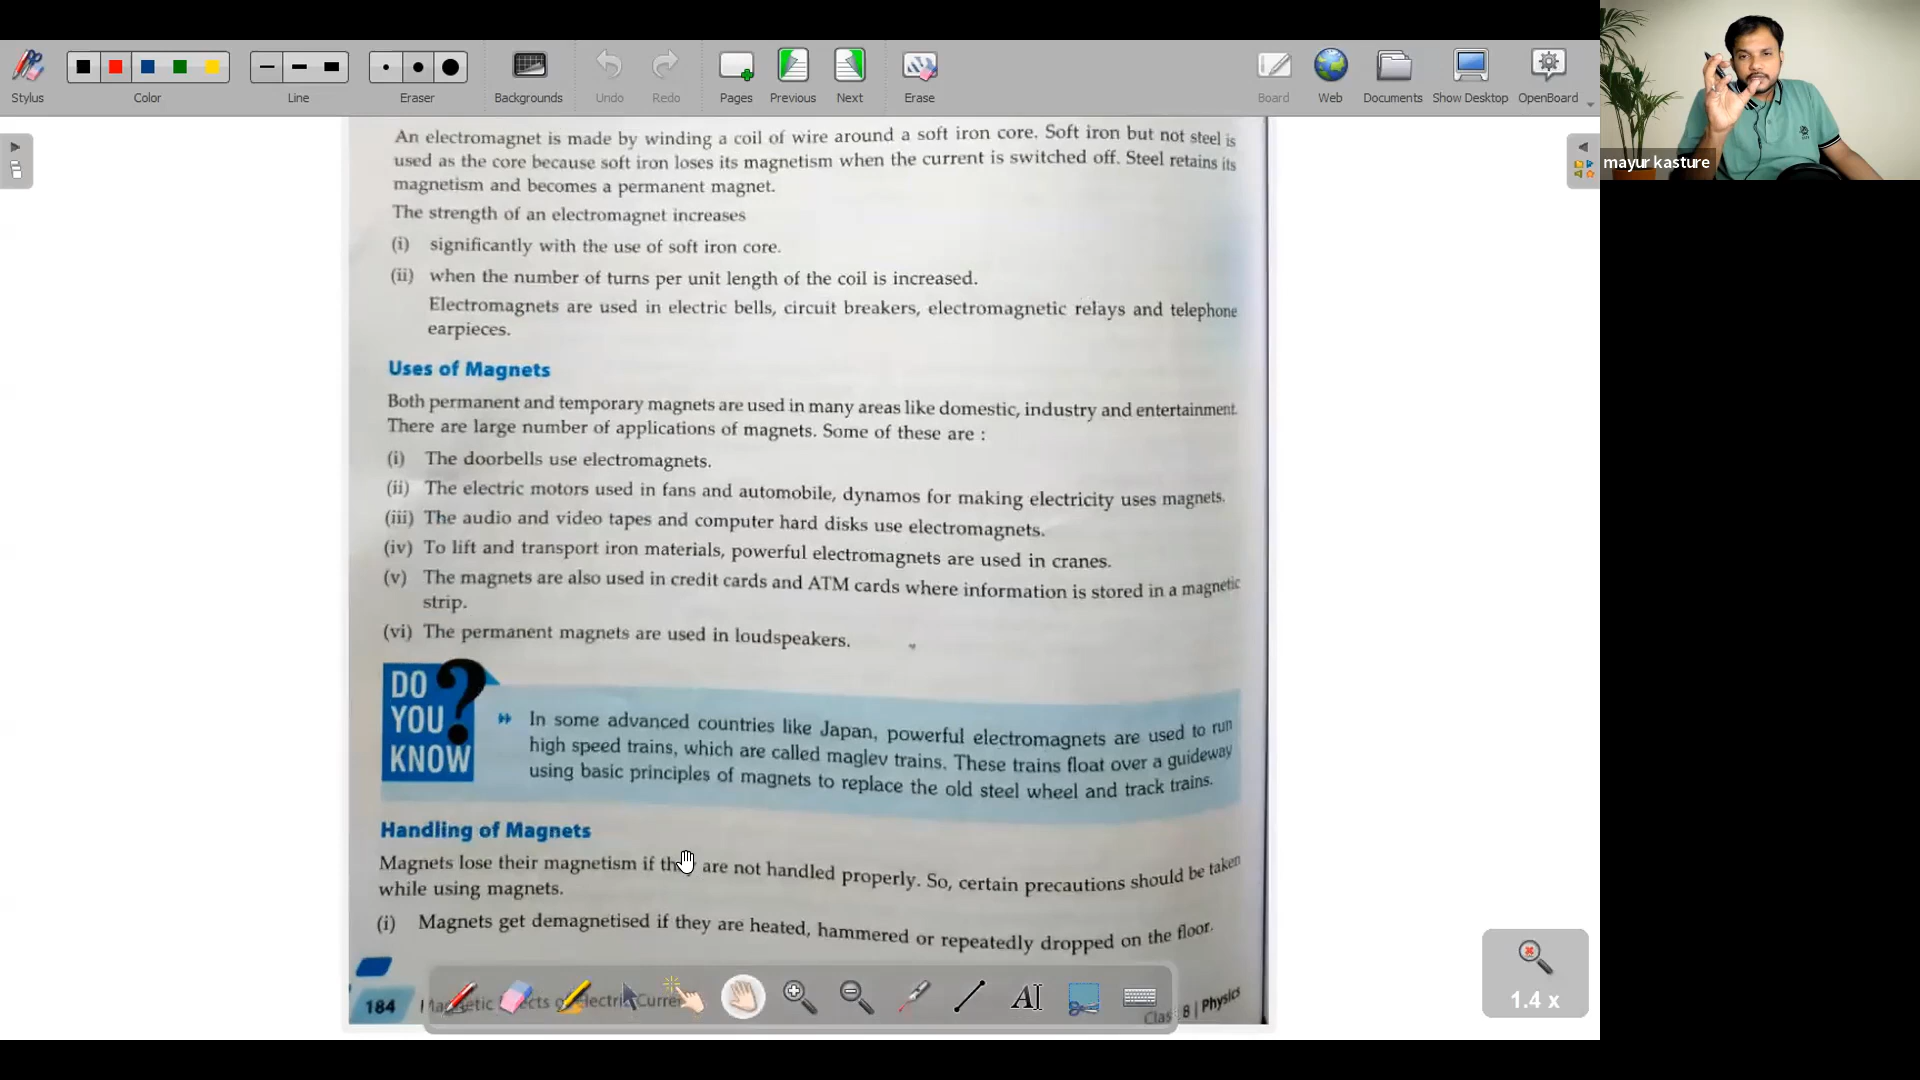 Stylus Color Line Eraser Backgrounds Undo Redo Pages Previous Next Erase Board Web Documents Show Desktop OpenBoard
mayur kasture
An electromagnet is made by winding a coil of wire around a soft iron core. Soft iron but not steel is
used as the core because soft iron loses its magnetism when the current is switched off. Steel retains its
magnetism and becomes a permanent magnet.
The strength of an electromagnet increases
(i) significantly with the use of soft iron core.
(ii) when the number of turns per unit length of the coil is increased.
Electromagnets are used in electric bells, circuit breakers, electromagnetic relays and telephone
earpieces.
Uses of Magnets
Both permanent and temporary magnets are used in many areas like domestic, industry and entertainment.
There are large number of applications of magnets. Some of these are :
(i) The doorbells use electromagnets.
(ii) The electric motors used in fans and automobile, dynamos for making electricity uses magnets.
(iii) The audio and video tapes and computer hard disks use electromagnets.
(iv) To lift and transport iron materials, powerful electromagnets are used in cranes.
(v) The magnets are also used in credit cards and ATM cards where information is stored in a magnetic
strip.
(vi) The permanent magnets are used in loudspeakers.
DO
YOU
KNOW
?
In some advanced countries like Japan, powerful electromagnets are used to run
high speed trains, which are called maglev trains. These trains float over a guideway
using basic principles of magnets to replace the old steel wheel and track trains.
Handling of Magnets
Magnets lose their magnetism if they are not handled properly. So, certain precautions should be taken
while using magnets.
(i) Magnets get demagnetised if they are heated, hammered or repeatedly dropped on the floor.
1.4 x
184 Electric 8 | Physics
AI